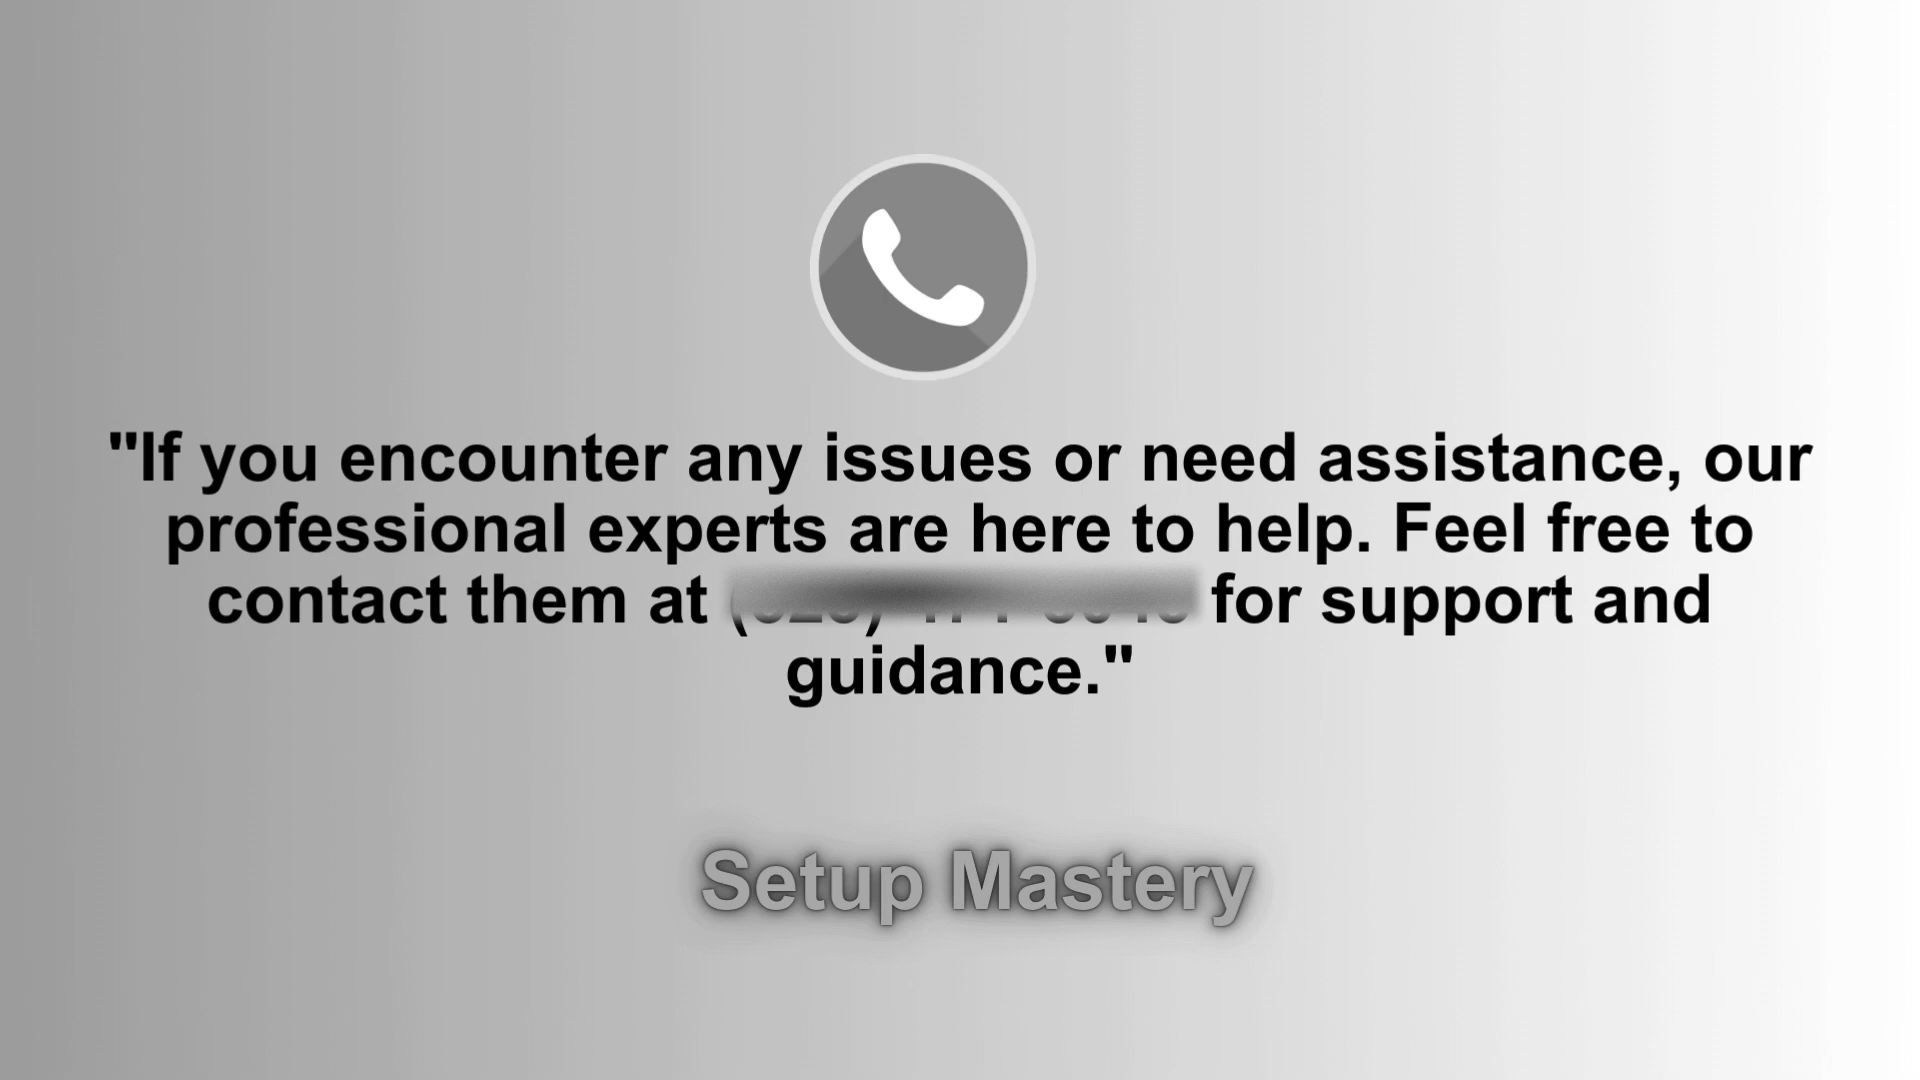 "If you encounter any issues or need assistance, our
professional experts are here to help. Feel free to
contact them at for support and
guidance."
Setup Mastery